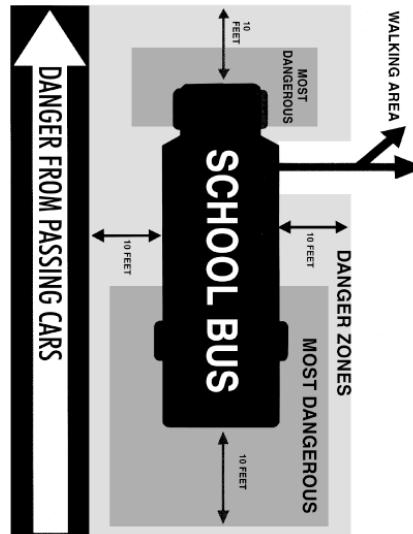 10
FEET
MOST
DANGEROUS
WALKING AREA
DANGER FROM PASSING CARS
SCHOOL BUS
10 FEET
10 FEET
DANGER ZONES
MOST DANGEROUS
10 FEET